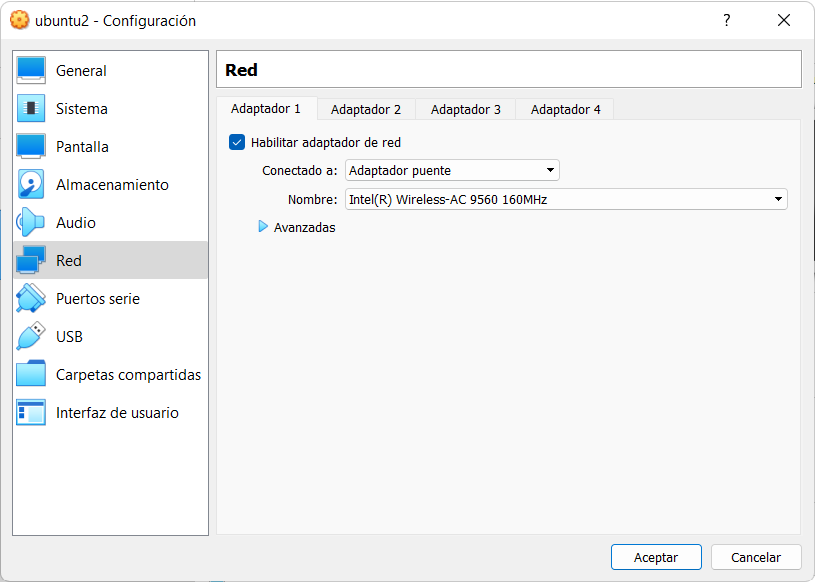 ubuntu2 - Configuración ?
General
Sistema
Pantalla
Almacenamiento
Audio
Red
Puertos serie
USB
Carpetas compartidas
Interfaz de usuario
Red
Adaptador 1 Adaptador 2 Adaptador 3 Adaptador 4
Habilitar adaptador de red
Conectado a: Adaptador puente
Nombre: Intel(R) Wireless-AC 9560 160MHz
Avanzadas
Aceptar Cancelar